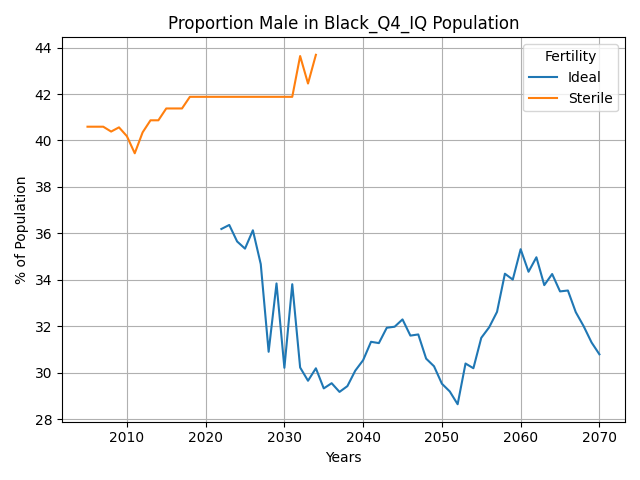 Proportion Male in Black_Q4_IQ Population
Fertility
Ideal
Sterile
% of Population
44
42
40
38
36
34
32
30
28
2010 2020 2030 2040 2050 2060 2070
Years